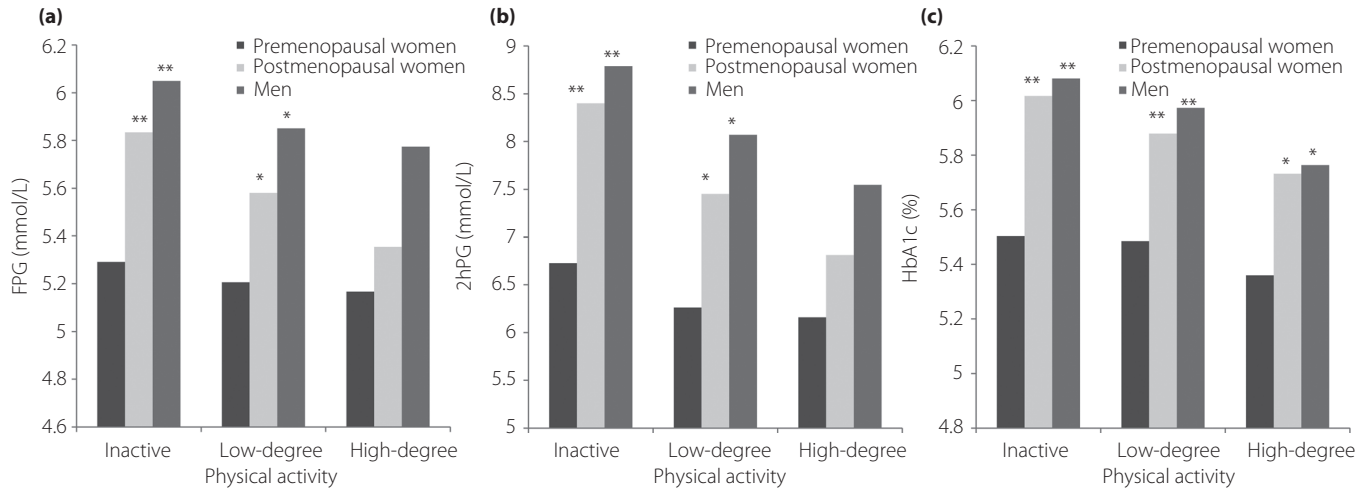 (a)
6.2
6
5.8
5.6
5.4
5.2
5
4.8
4.6
FPG (mmol/L)
Premenopausal women
Postmenopausal women
Men
**
**
*
*
Inactive
Low-degree
High-degree
Physical activity
(b)
9
8.5
8
7.5
7
6.5
6
5.5
5
2hPG (mmol/L)
Premenopausal women
Postmenopausal women
Men
**
**
*
*
Inactive
Low-degree
High-degree
Physical activity
(c)
6.2
6
5.8
5.6
5.4
5.2
5
4.8
HbA1c (%)
Premenopausal women
Postmenopausal women
Men
**
**
**
**
*
*
Inactive
Low-degree
High-degree
Physical activity